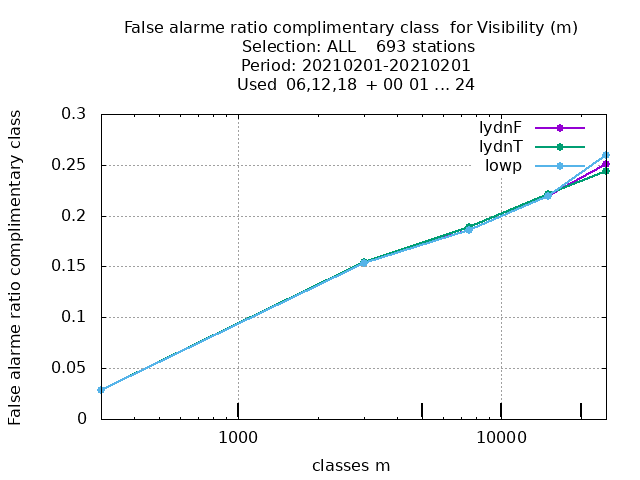 False alarme ratio complimentary class  for Visibility (m)
Selection: ALL    693 stations
Period: 20210201-20210201
Used  06,12,18  + 00 01 ... 24
False alarme ratio complimentary class
0.3
0.25
0.2
0.15
0.1
0.05
0
lydnF
lydnT
lowp
1000
10000
classes m